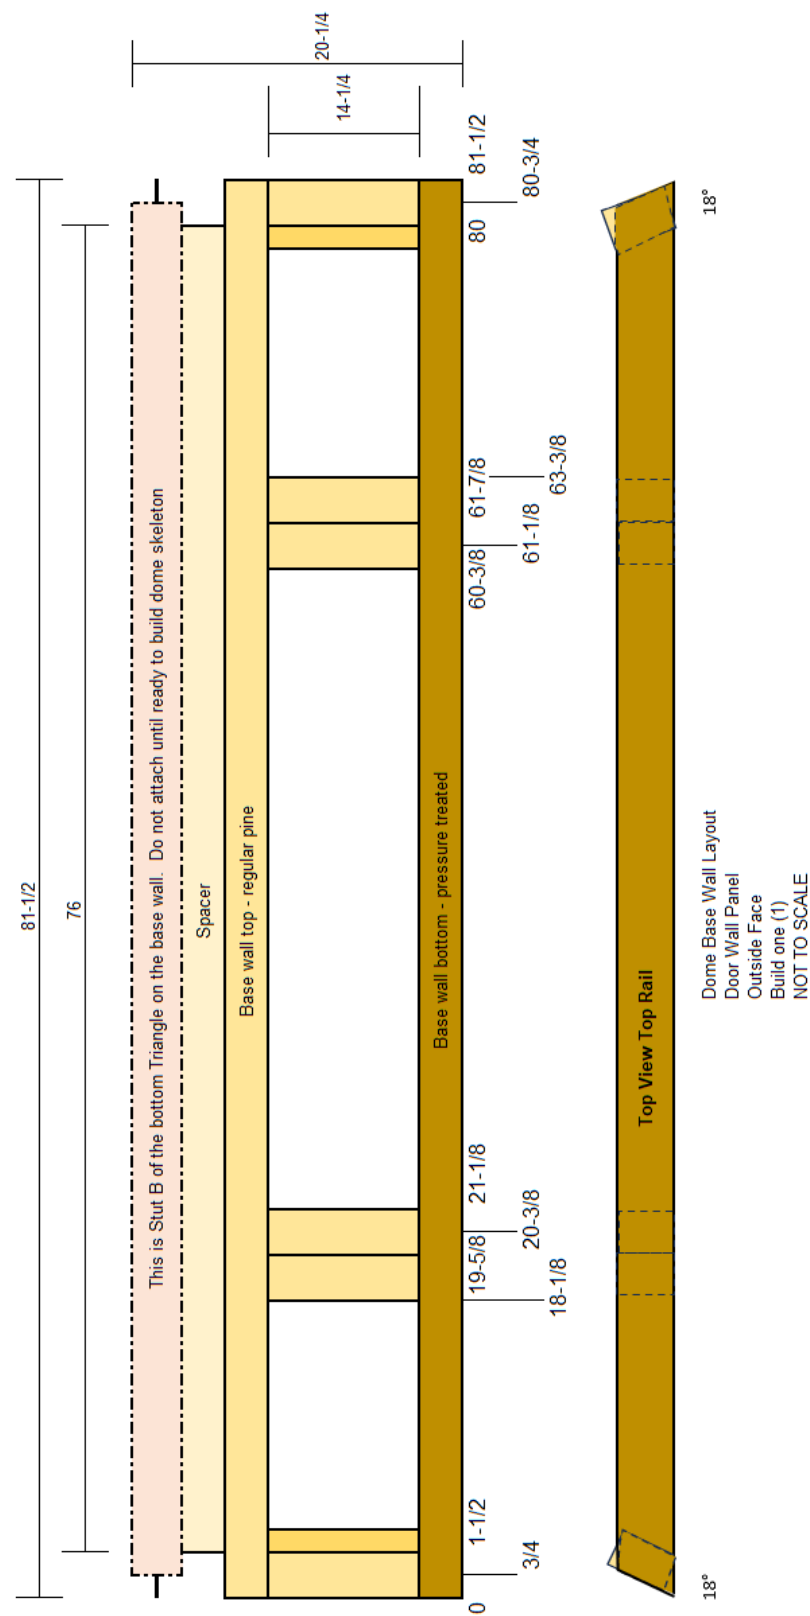 81-1/2
76
This is Stut B of the bottom Triangle on the base wall. Do not attach until ready to build dome skeleton
Spacer
Base wall top - regular pine
Base wall bottom - pressure treated
20-1/4
14-1/4
0
3/4
1-1/2
18-1/8
19-5/8
20-3/8
21-1/8
60-3/8
61-1/8
61-7/8
63-3/8
80
80-3/4
81-1/2
Top View Top Rail
18°
18°
Dome Base Wall Layout
Door Wall Panel
Outside Face
Build one (1)
NOT TO SCALE